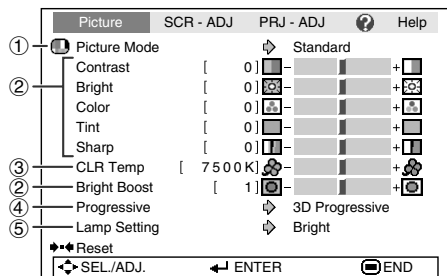 Picture SCR - ADJ PRJ - ADJ ? Help
① Picture Mode Standard
② Contrast [ 0 ] - +
Bright [ 0 ] - +
Color [ 0 ] - +
Tint [ 0 ] - +
Sharp [ 0 ] - +
③ CLR Temp [ 7500K ] - +
② Bright Boost [ 1 ] - +
④ Progressive 3D Progressive
⑤ Lamp Setting Bright
Reset
SEL./ADJ. ENTER END